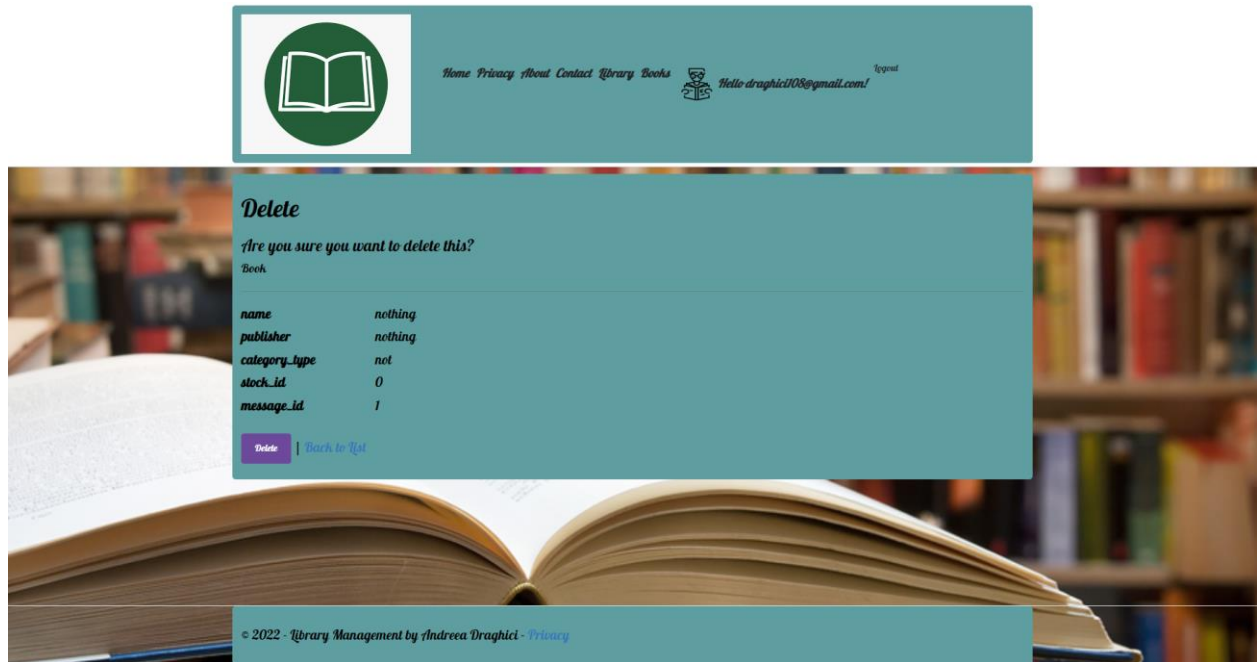 Home Privacy About Contact Library Books Hello draghici108@gmail.com! Logout
Delete
Are you sure you want to delete this?
Book
name nothing
publisher nothing
category_type not
stock_id 0
message_id 1
Delete | Back to List
© 2022 - Library Management by Andreea Draghici - Privacy